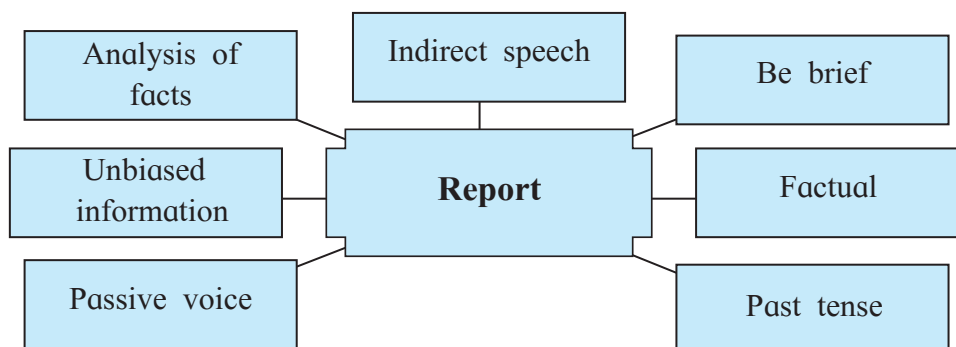 Analysis of
facts
Indirect speech
Be brief
Unbiased
information
Report
Factual
Passive voice
Past tense